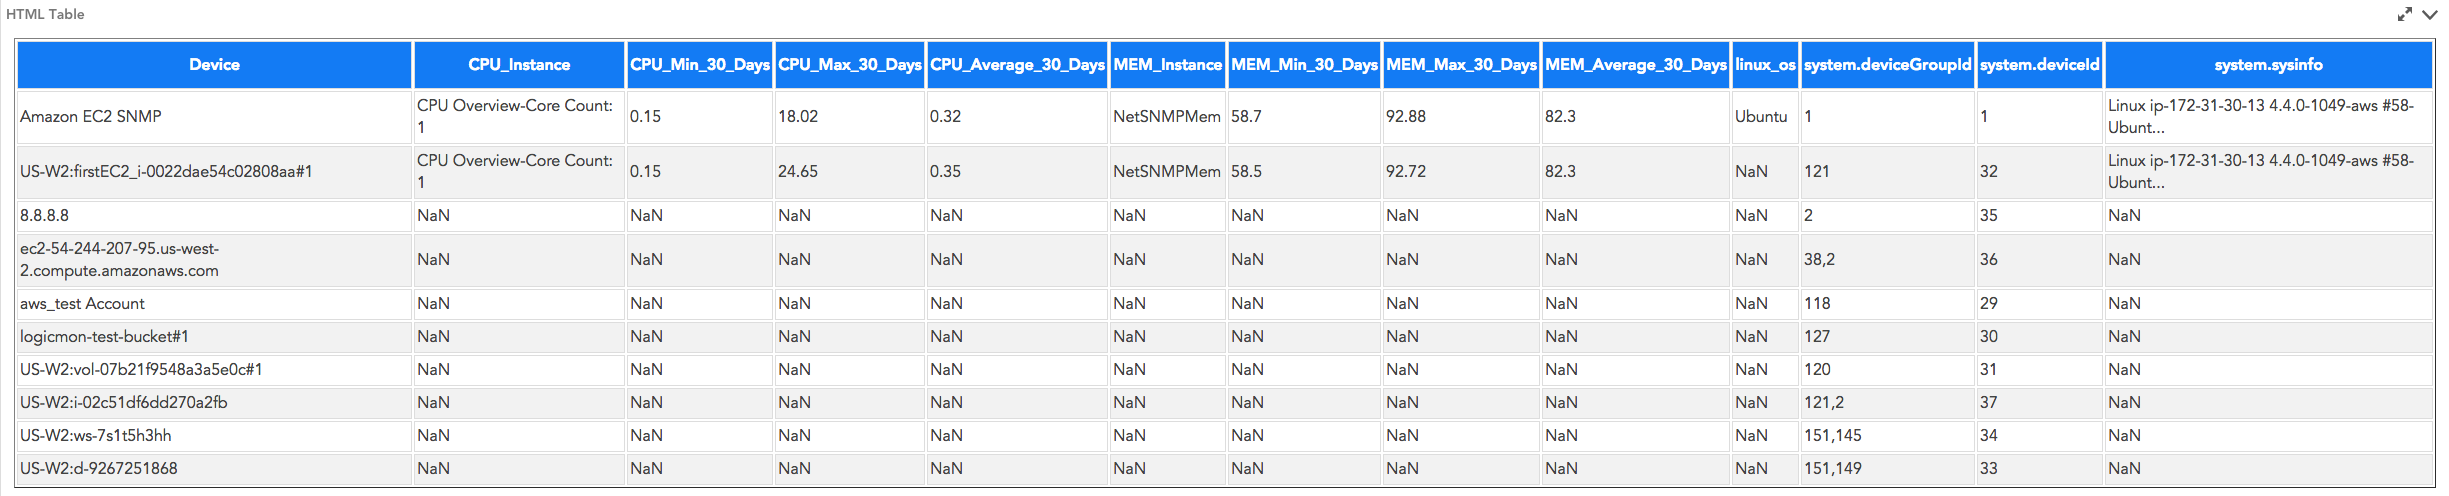 HTML Table
Device CPU_Instance CPU_Min_30_Days CPU_Max_30_Days CPU_Average_30_Days MEM_Instance MEM_Min_30_Days MEM_Max_30_Days MEM_Average_30_Days linux_os system.deviceGroupId system.deviceId system.sysinfo
Amazon EC2 SNMP CPU Overview-Core Count: 1 0.15 18.02 0.32 NetSNMPMem 58.7 92.88 82.3 Ubuntu 1 1 Linux ip-172-31-30-13 4.4.0-1049-aws #58-Ubunt...
US-W2:firstEC2_i-0022dae54c02808aa#1 CPU Overview-Core Count: 1 0.15 24.65 0.35 NetSNMPMem 58.5 92.72 82.3 NaN 121 32 Linux ip-172-31-30-13 4.4.0-1049-aws #58-Ubunt...
8.8.8.8 NaN NaN NaN NaN NaN NaN NaN NaN NaN 2 35 NaN
ec2-54-244-207-95.us-west-2.compute.amazonaws.com NaN NaN NaN NaN NaN NaN NaN NaN NaN 38,2 36 NaN
aws_test Account NaN NaN NaN NaN NaN NaN NaN NaN NaN 118 29 NaN
logicmon-test-bucket#1 NaN NaN NaN NaN NaN NaN NaN NaN NaN 127 30 NaN
US-W2:vol-07b21f9548a3a5e0c#1 NaN NaN NaN NaN NaN NaN NaN NaN NaN 120 31 NaN
US-W2:i-02c51df6dd270a2fb NaN NaN NaN NaN NaN NaN NaN NaN NaN 121,2 37 NaN
US-W2:ws-7s1t5h3hh NaN NaN NaN NaN NaN NaN NaN NaN NaN 151,145 34 NaN
US-W2:d-9267251868 NaN NaN NaN NaN NaN NaN NaN NaN NaN 151,149 33 NaN